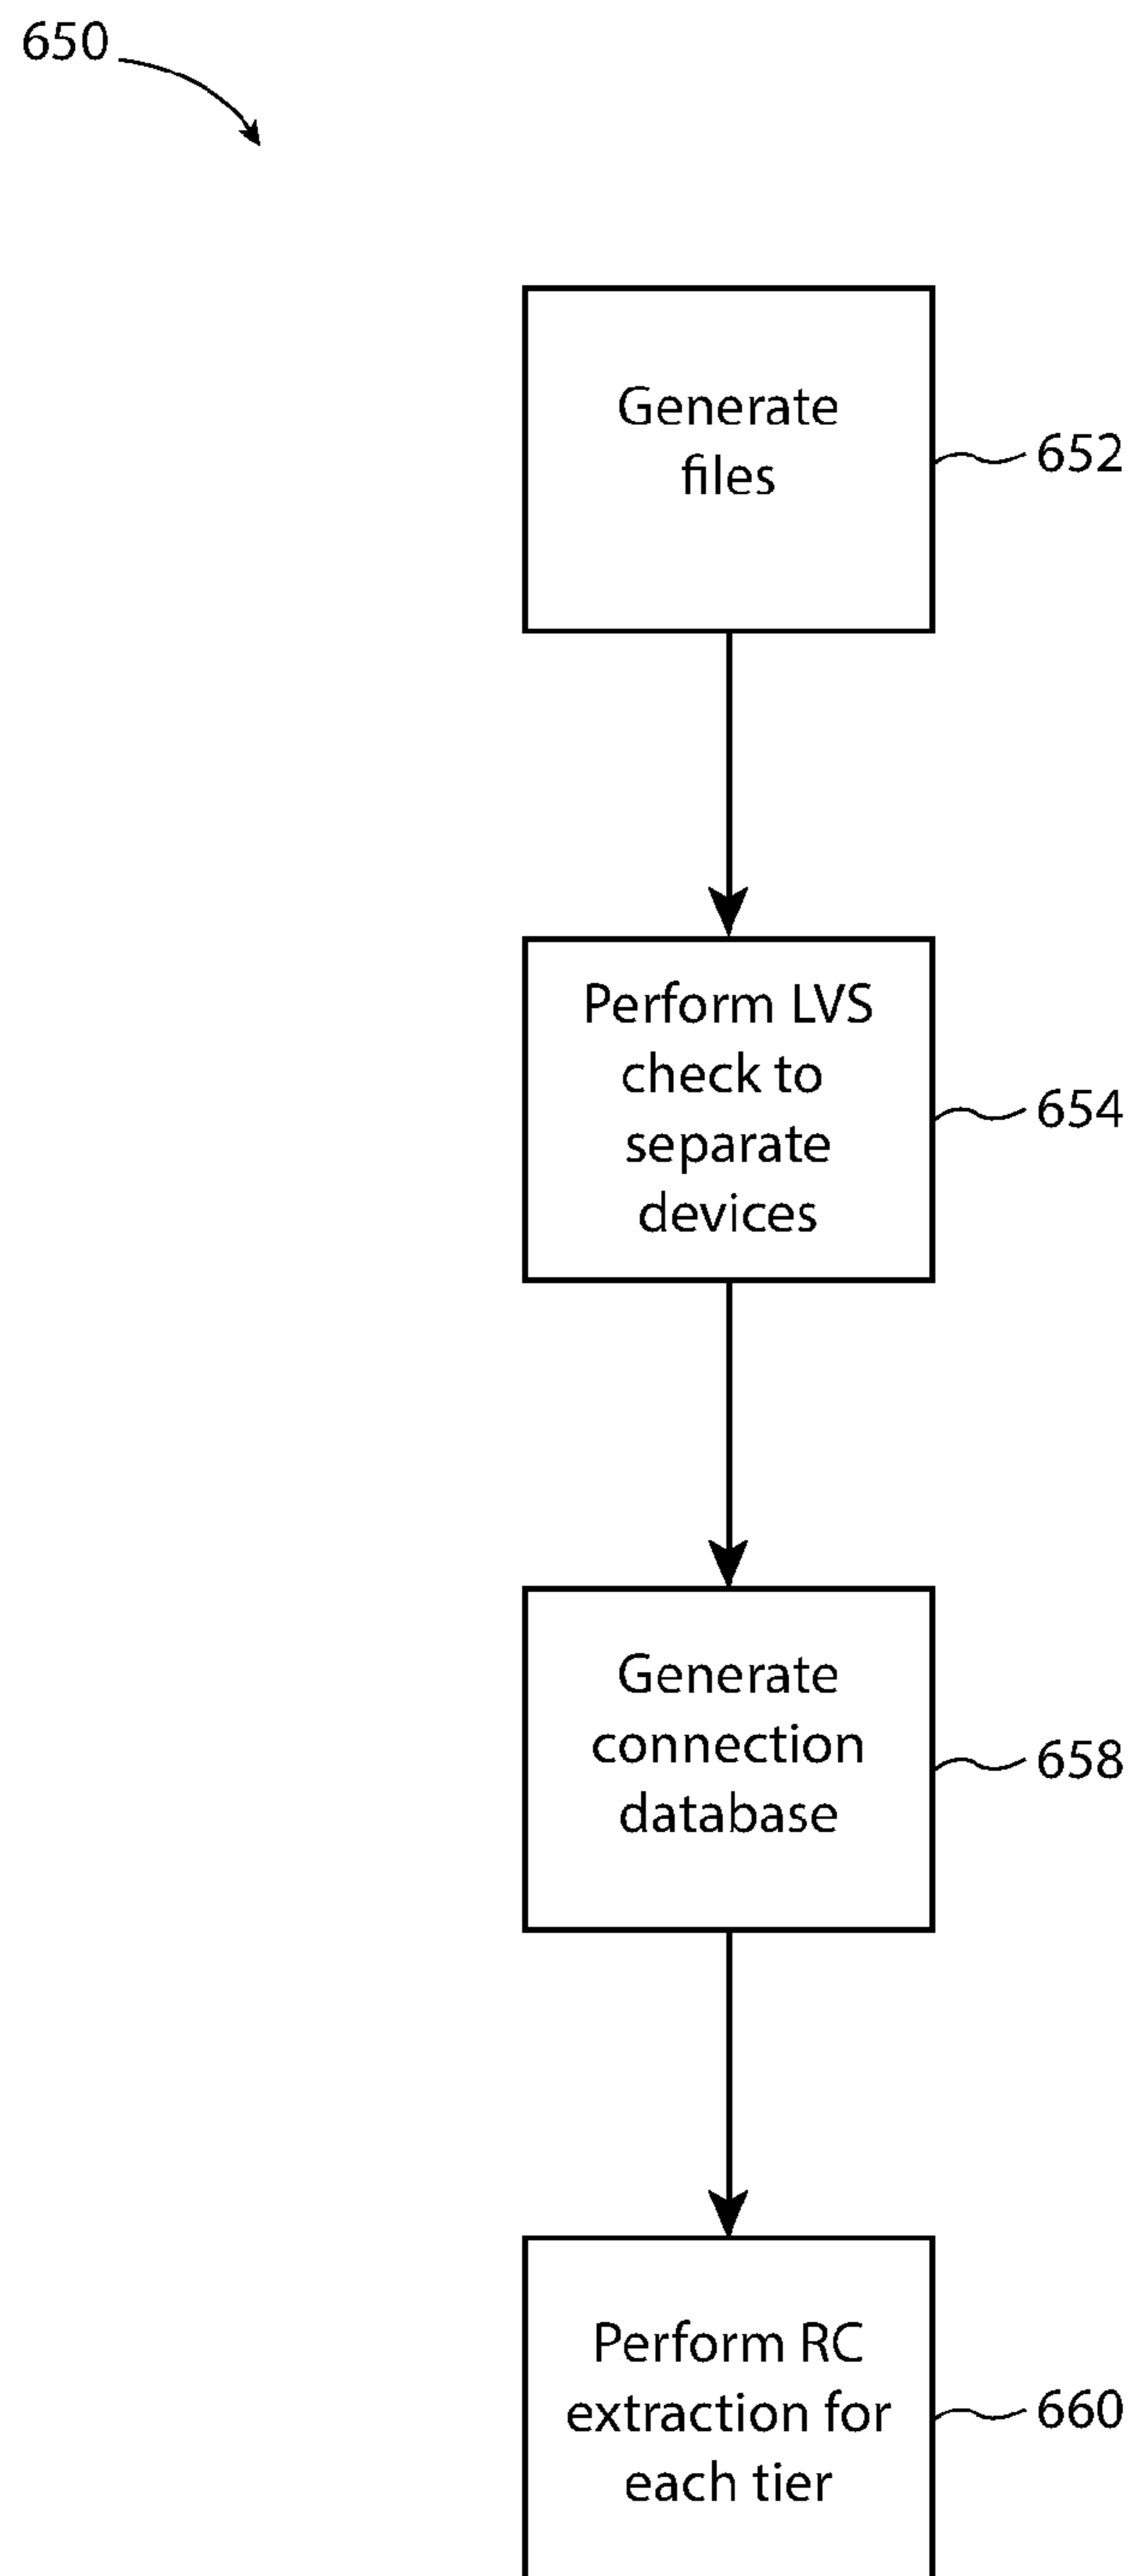 650
Generate
files
652
Perform LVS
check to
separate
devices
654
Generate
connection
database
658
Perform RC
extraction for
each tier
660